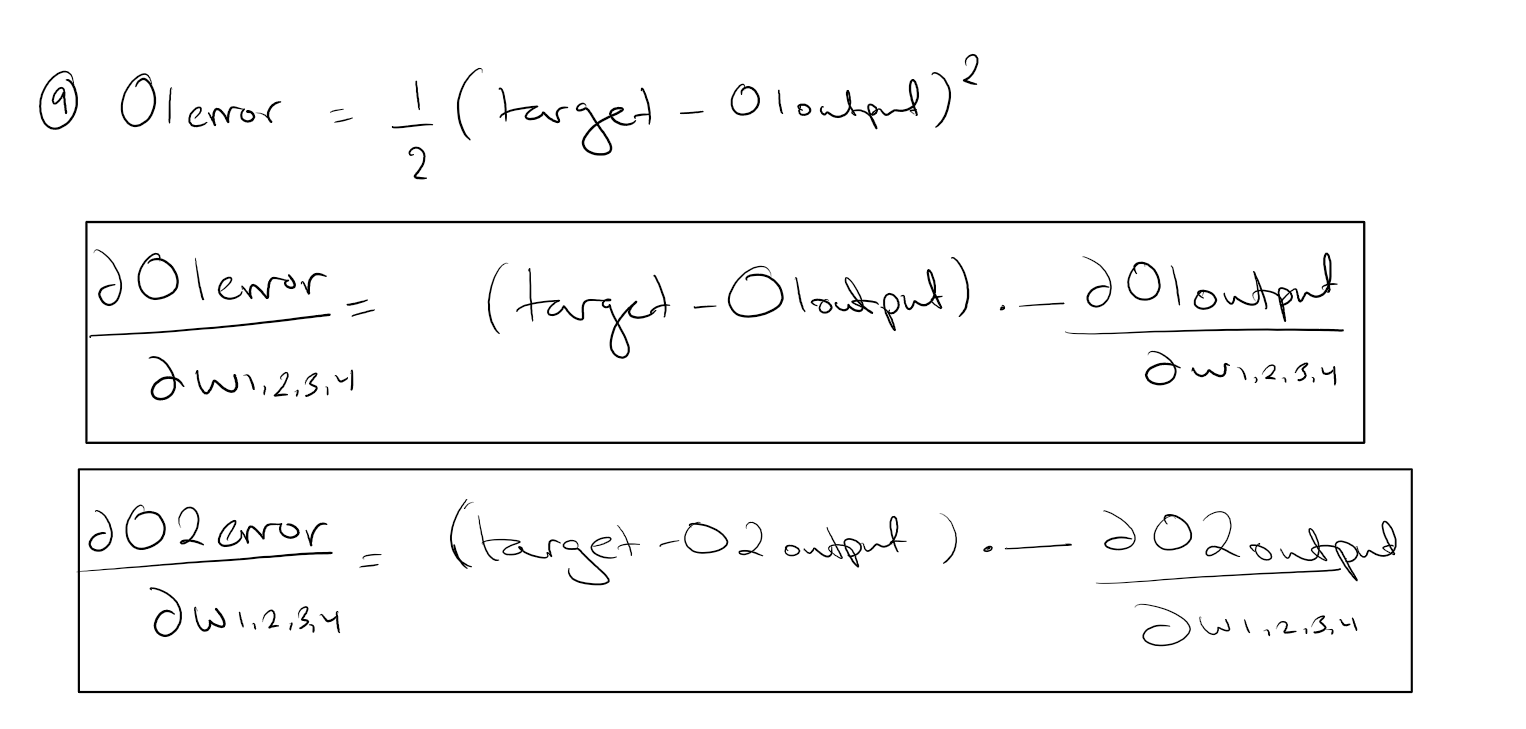 ⑨ O1error = 1/2 (target - O1output)²
∂O1error/∂w1,2,3,4 = (target - O1output) . - ∂O1output/∂w1,2,3,4
∂O2error/∂w1,2,3,4 = (target - O2output) . - ∂O2output/∂w1,2,3,4